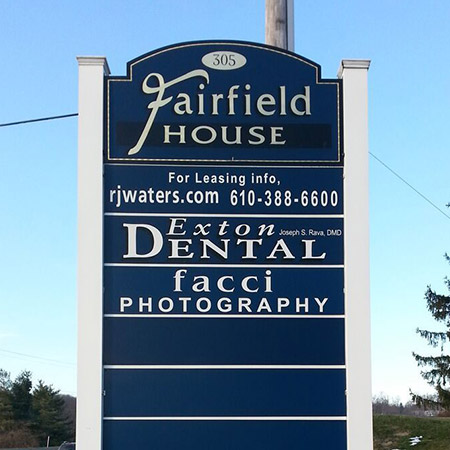 305
Fairfield
HOUSE
For Leasing info,
rjwaters.com 610-388-6600
Exton Joseph S. Rava, DMD
DENTAL
facci
PHOTOGRAPHY